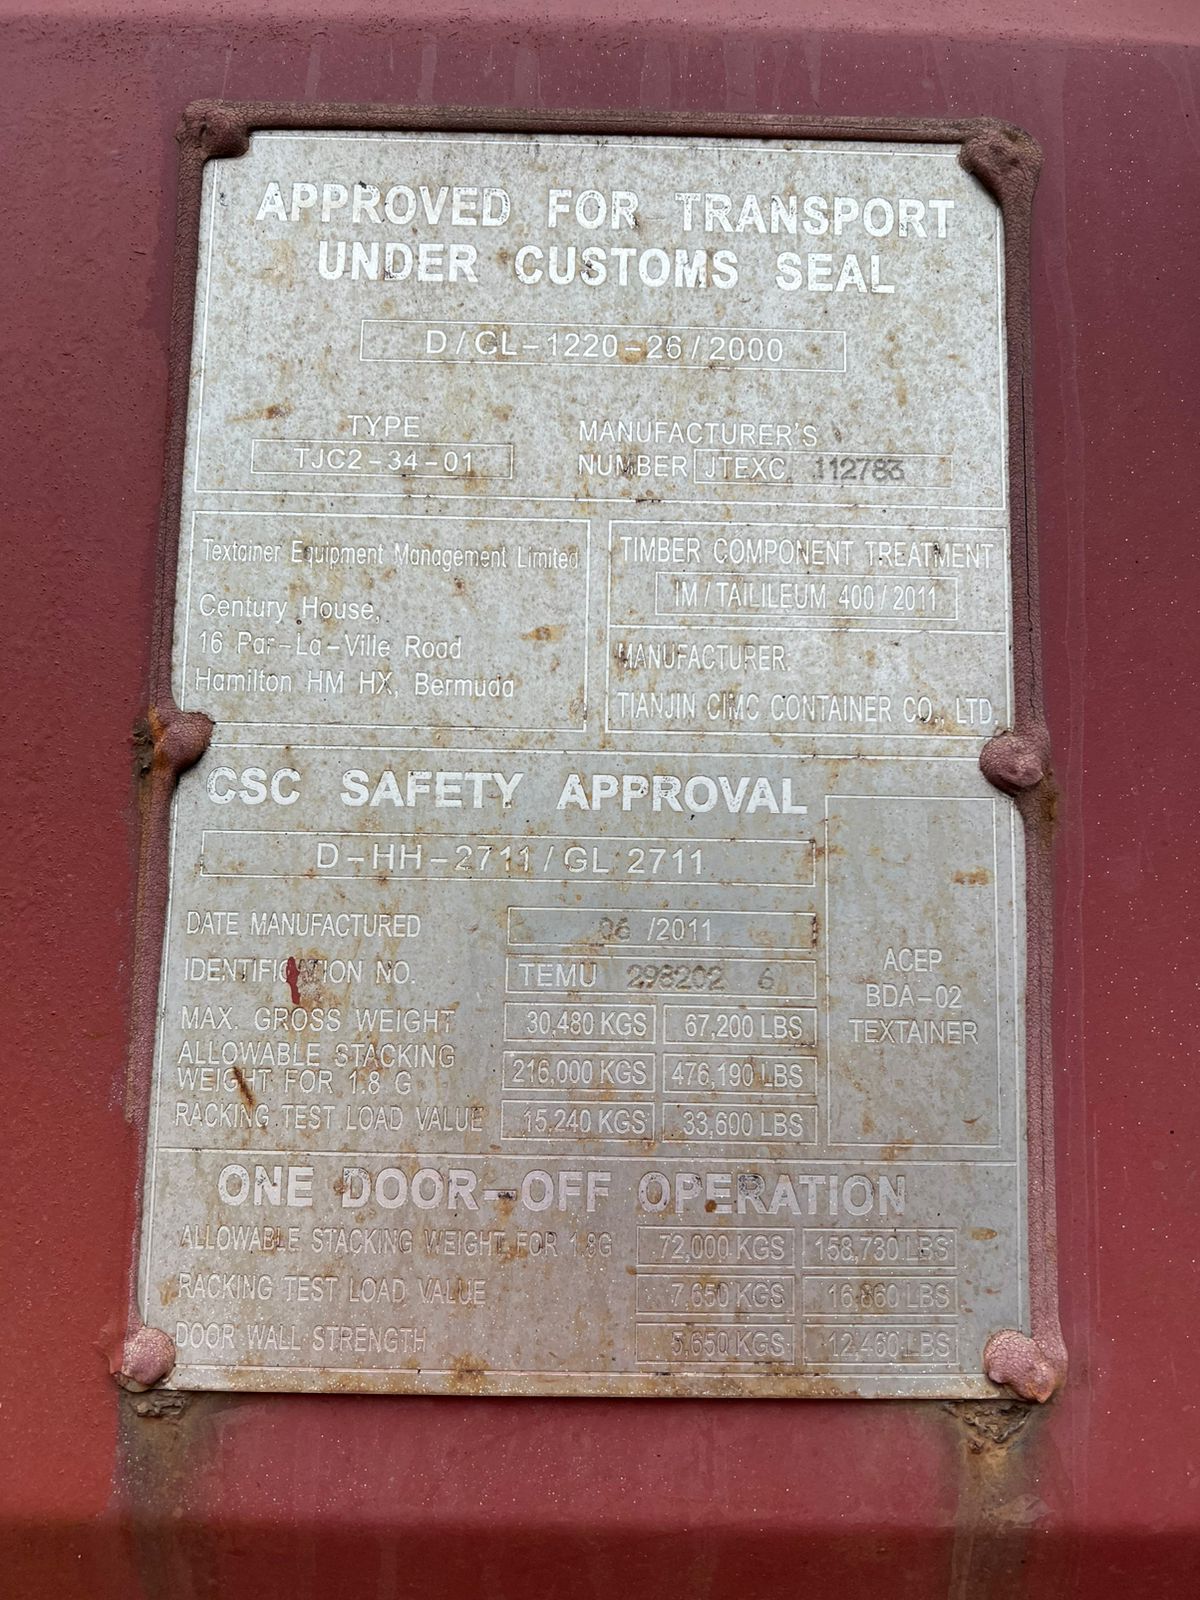 APPROVED FOR TRANSPORT
UNDER CUSTOMS SEAL
D/GL-1220-26/2000
TYPE
TJC2-34-01
MANUFACTURER'S
NUMBER JTEXC 112783
Textainer Equipment Management Limited
Century House,
16 Par-La-Ville Road
Hamilton HM HX, Bermuda
TIMBER COMPONENT TREATMENT
IM/TAILILEUM 400/2011
MANUFACTURER.
TIANJIN CIMC CONTAINER CO., LTD.
CSC SAFETY APPROVAL
D-HH-2711/GL 2711
DATE MANUFACTURED 06 /2011
IDENTIFICATION NO. TEMU 298202 6
MAX. GROSS WEIGHT 30,480 KGS 67,200 LBS
ALLOWABLE STACKING
WEIGHT FOR 1.8 G 216,000 KGS 476,190 LBS
RACKING TEST LOAD VALUE 15,240 KGS 33,600 LBS
ACEP
BDA-02
TEXTAINER
ONE DOOR-OFF OPERATION
ALLOWABLE STACKING WEIGHT FOR 1.8G 72,000 KGS 158,730 LBS
RACKING TEST LOAD VALUE 7,650 KGS 16,860 LBS
DOOR WALL STRENGTH 5,650 KGS 12,460 LBS